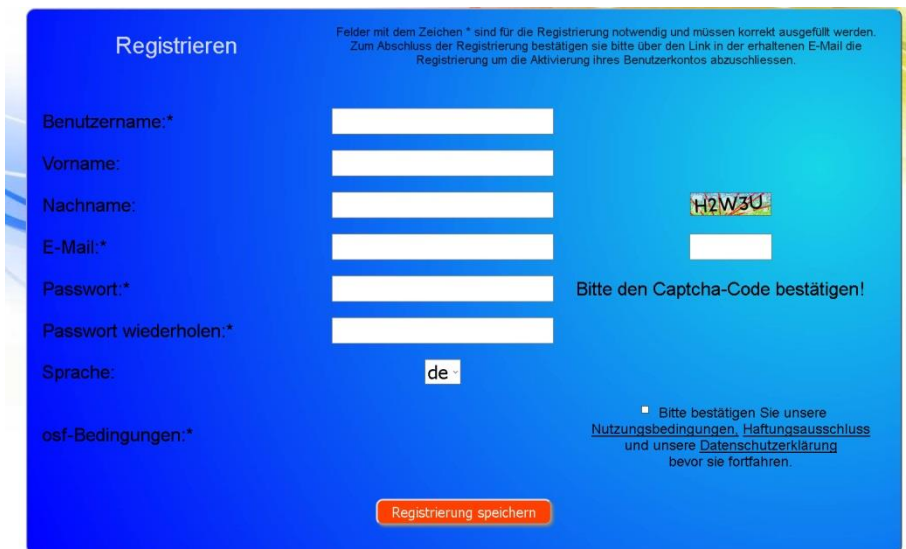 Registrieren
Felder mit dem Zeichen * sind für die Registrierung notwendig und müssen korrekt ausgefüllt werden.
Zum Abschluss der Registrierung bestätigen sie bitte über den Link in der erhaltenen E-Mail die
Registrierung um die Aktivierung ihres Benutzerkontos abzuschliessen.
Benutzername:*
Vorname:
Nachname:
H2W3U
E-Mail:*
Passwort:*
Bitte den Captcha-Code bestätigen!
Passwort wiederholen:*
Sprache:
de
osf-Bedingungen:*
Bitte bestätigen Sie unsere
Nutzungsbedingungen, Haftungsausschluss
und unsere Datenschutzerklärung
bevor sie fortfahren.
Registrierung speichern